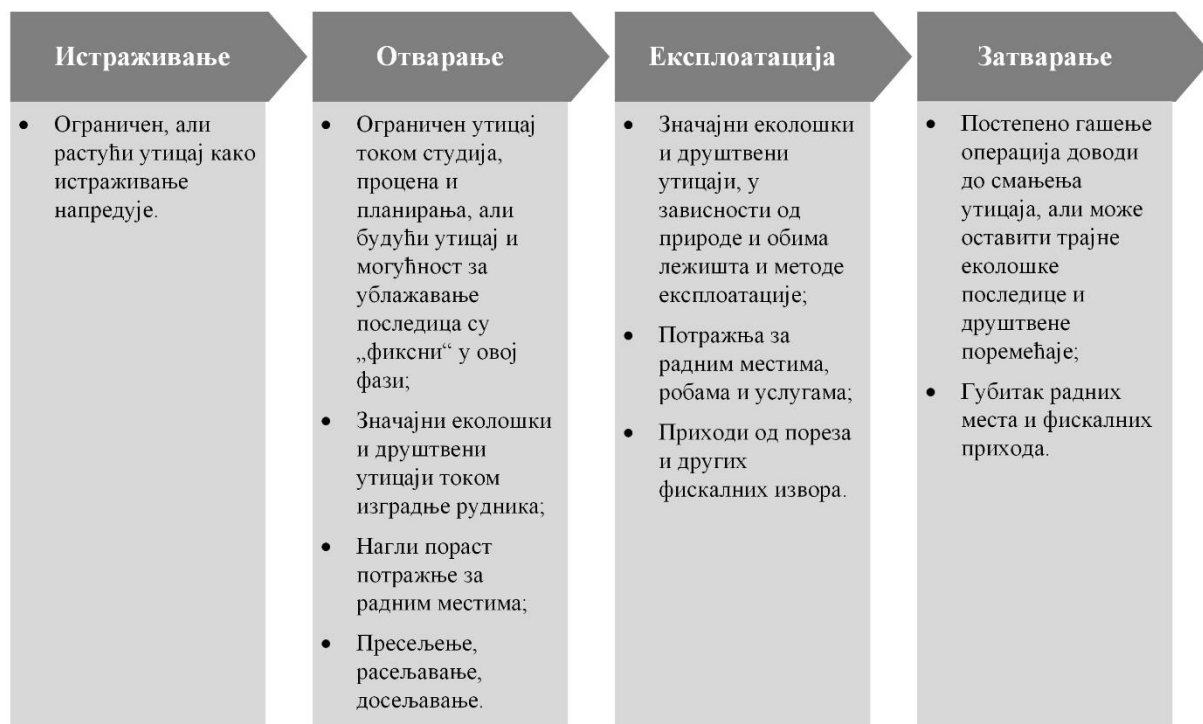 Истраживање
• Ограничен, али
растући утицај како
истраживање
напредује.
Отварање
• Ограничен утицај
током студија,
процена и
планирања, али
будући утицај и
могућност за
ублажавање
последица су
„фиксни“ у овој
фази;
• Значајни еколошки
и друштвени
утицаји током
изградње рудника;
• Нагли пораст
потражње за
радним местима;
• Пресељење,
расељавање,
досељавање.
Експлоатација
• Значајни еколошки
и друштвени
утицаји, у
зависности од
природе и обима
лежишта и методе
експлоатације;
• Потражња за
радним местима,
робама и услугама;
• Приходи од пореза
и других
фискалних извора.
Затварање
• Постепено гашење
операција доводи
до смањења
утицаја, али може
оставити трајне
еколошке
последице и
друштвене
поремећаје;
• Губитак радних
места и фискалних
прихода.